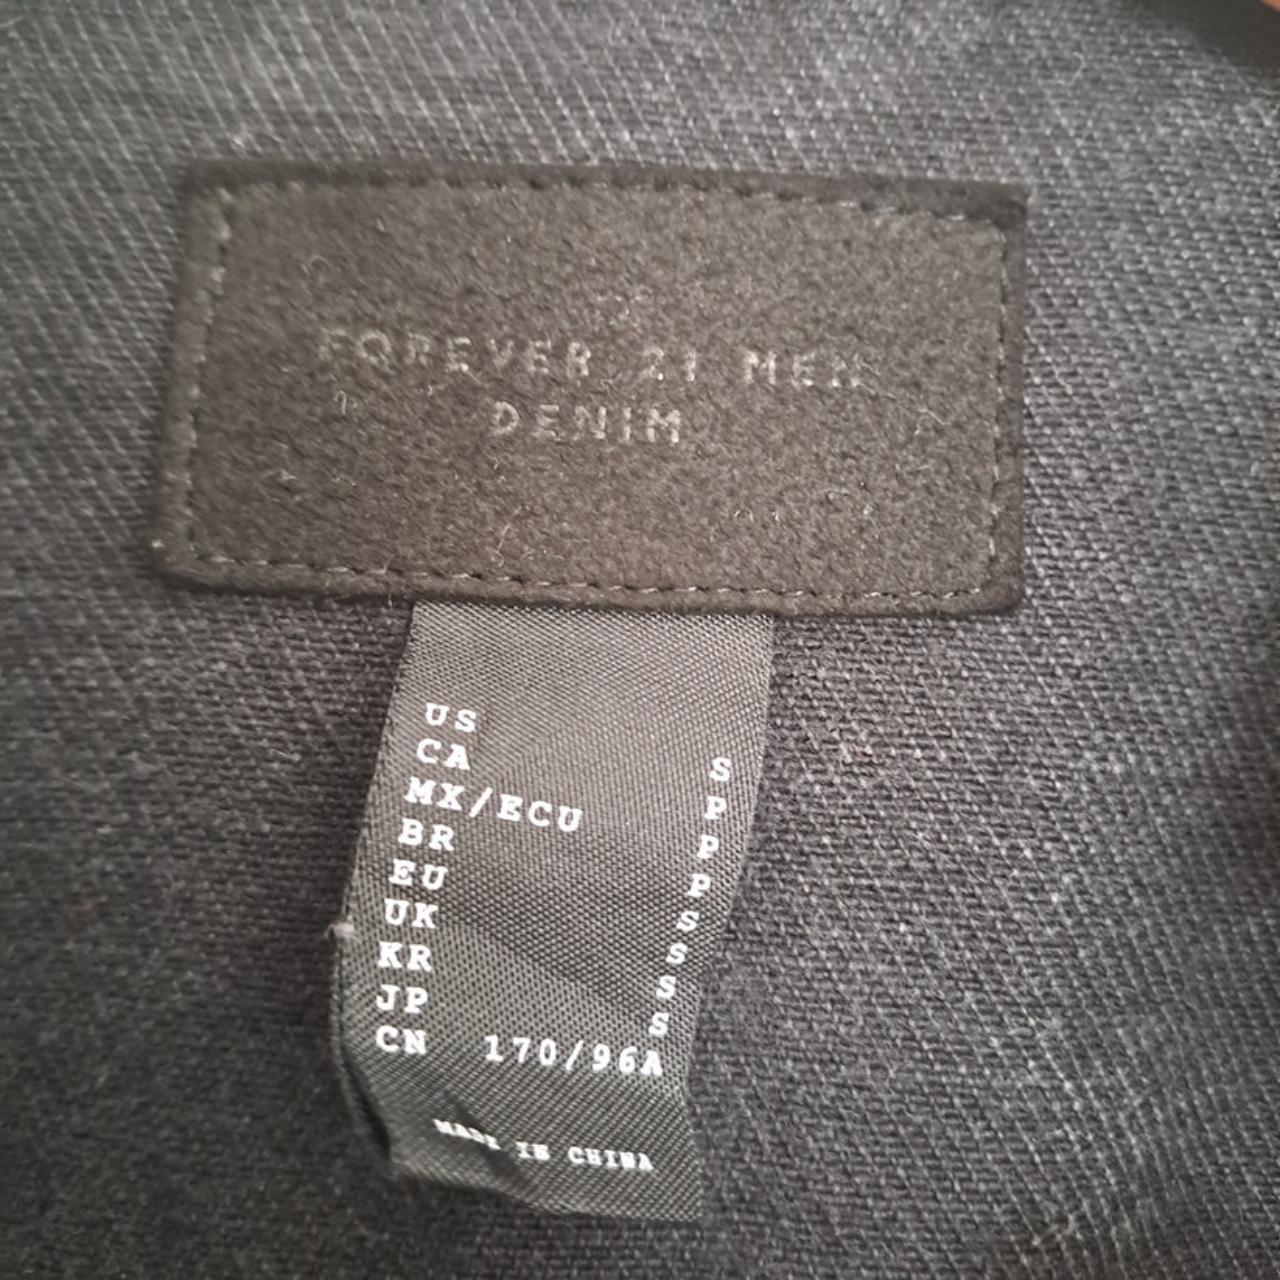 FOREVER 21 MEN
DENIM
US S
CA P
MX/ECU P
BR P
EU S
UK S
KR S
JP S
CN 170/96A
MADE IN CHINA